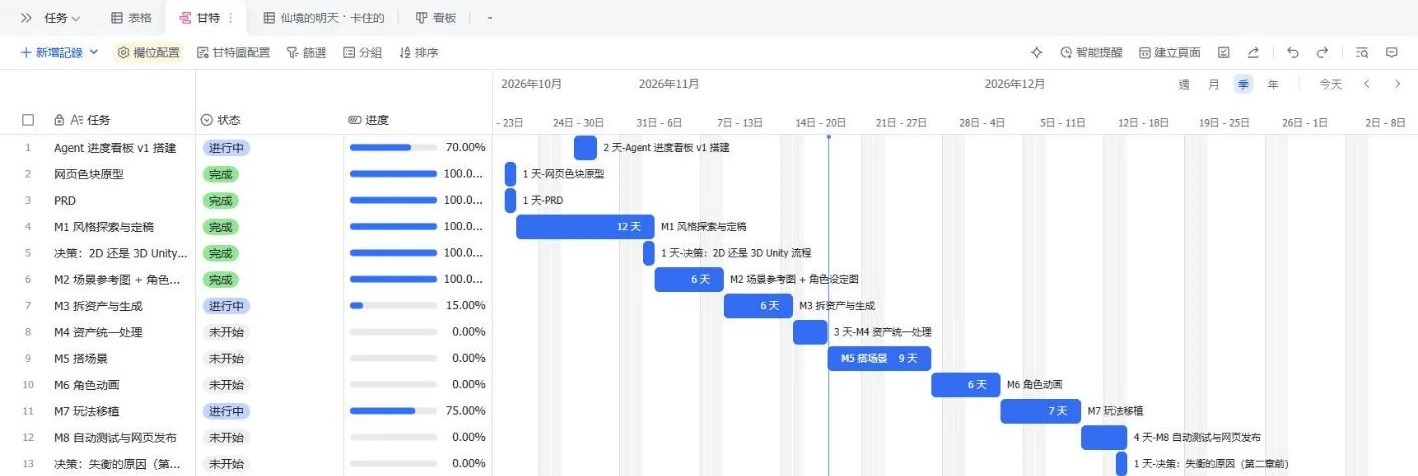 任务 表格 甘特 仙境的明天·卡住的 看板 -
新增記錄 欄位配置 甘特圖配置 篩選 分組 排序 智能提醒 建立頁面
2026年10月 2026年11月 2026年12月 週 月 季 年 今天
任务 状态 进度 - 23日 24日 - 30日 31日 - 6日 7日 - 13日 14日 - 20日 21日 - 27日 28日 - 4日 5日 - 11日 12日 - 18日 19日 - 25日 26日 - 1日 2日 - 8日
1 Agent 进度看板 v1 搭建 进行中 70.00% 2 天-Agent 进度看板 v1 搭建
2 网页色块原型 完成 100.0... 1 天-网页色块原型
3 PRD 完成 100.0... 1 天-PRD
4 M1 风格探索与定稿 完成 100.0... 12 天 M1 风格探索与定稿
5 决策：2D 还是 3D Unity... 完成 100.0... 1 天-决策：2D 还是 3D Unity 流程
6 M2 场景参考图 + 角色... 完成 100.0... 6 天 M2 场景参考图 + 角色设定图
7 M3 拆资产与生成 进行中 15.00% 6 天 M3 拆资产与生成
8 M4 资产统一处理 未开始 0.00% 3 天-M4 资产统一处理
9 M5 搭场景 未开始 0.00% M5 搭场景 9 天
10 M6 角色动画 未开始 0.00% 6 天 M6 角色动画
11 M7 玩法移植 进行中 75.00% 7 天 M7 玩法移植
12 M8 自动测试与网页发布 未开始 0.00% 4 天-M8 自动测试与网页发布
13 决策：失衡的原因（第... 未开始 0.00% 1 天-决策：失衡的原因（第二章前）